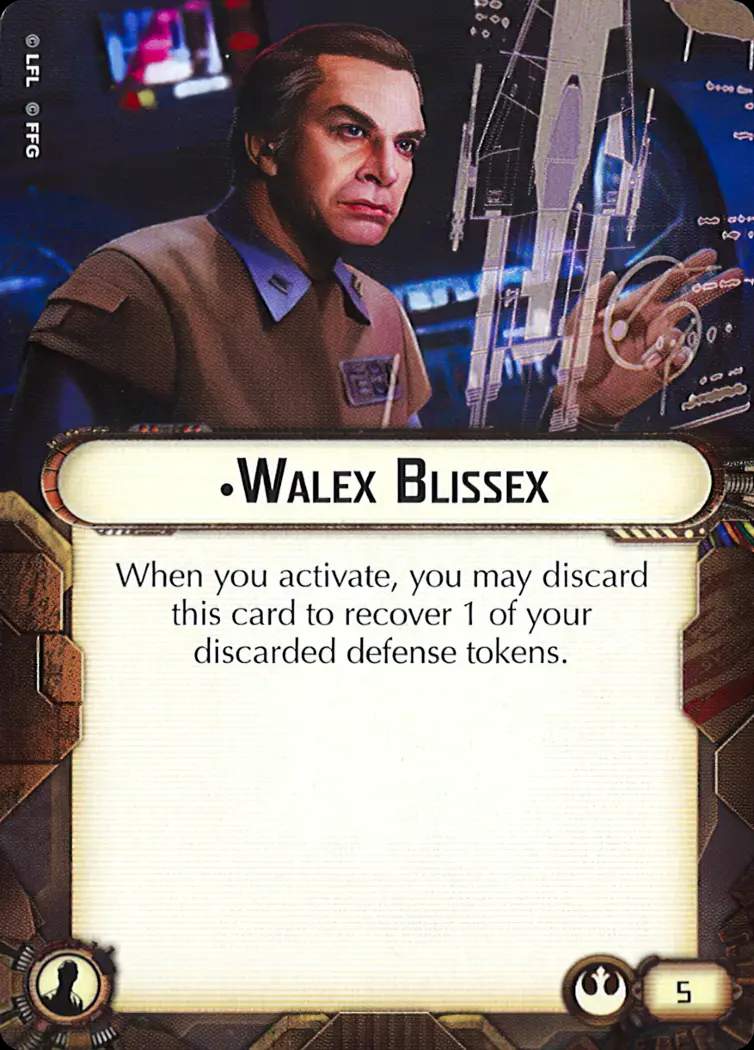 © LFL © FFG
•Walex Blissex
When you activate, you may discard
this card to recover 1 of your
discarded defense tokens.
5